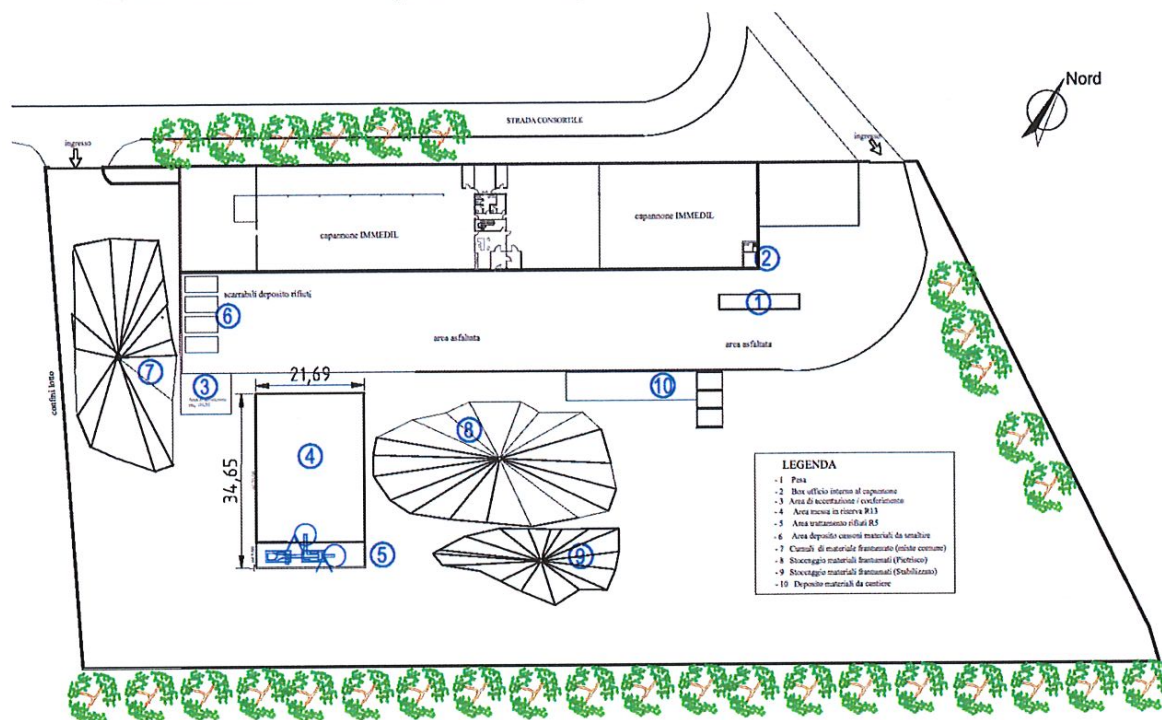 Nord
STRADA CONSORTILE
ingresso
ingresso
capannone IMMEDIL
capannone IMMEDIL
2
scarrabili deposito rifiuti
1
6
area asfaltata
area asfaltata
7
3
21,69
10
8
4
34,65
confini lotto
5
9
LEGENDA
- 1 Pesa
- 2 Box ufficio interno al capannone
- 3 Area di accettazione / conferimento
- 4 Area messa in riserva R13
- 5 Area trattamento rifiuti R5
- 6 Area deposito cassoni materiali da smaltire
- 7 Cumuli di materiale frantumato (misto comune)
- 8 Stoccaggio materiali frantumati (Pietrisco)
- 9 Stoccaggio materiali frantumati (Stabilizzato)
- 10 Deposito materiali da cantiere